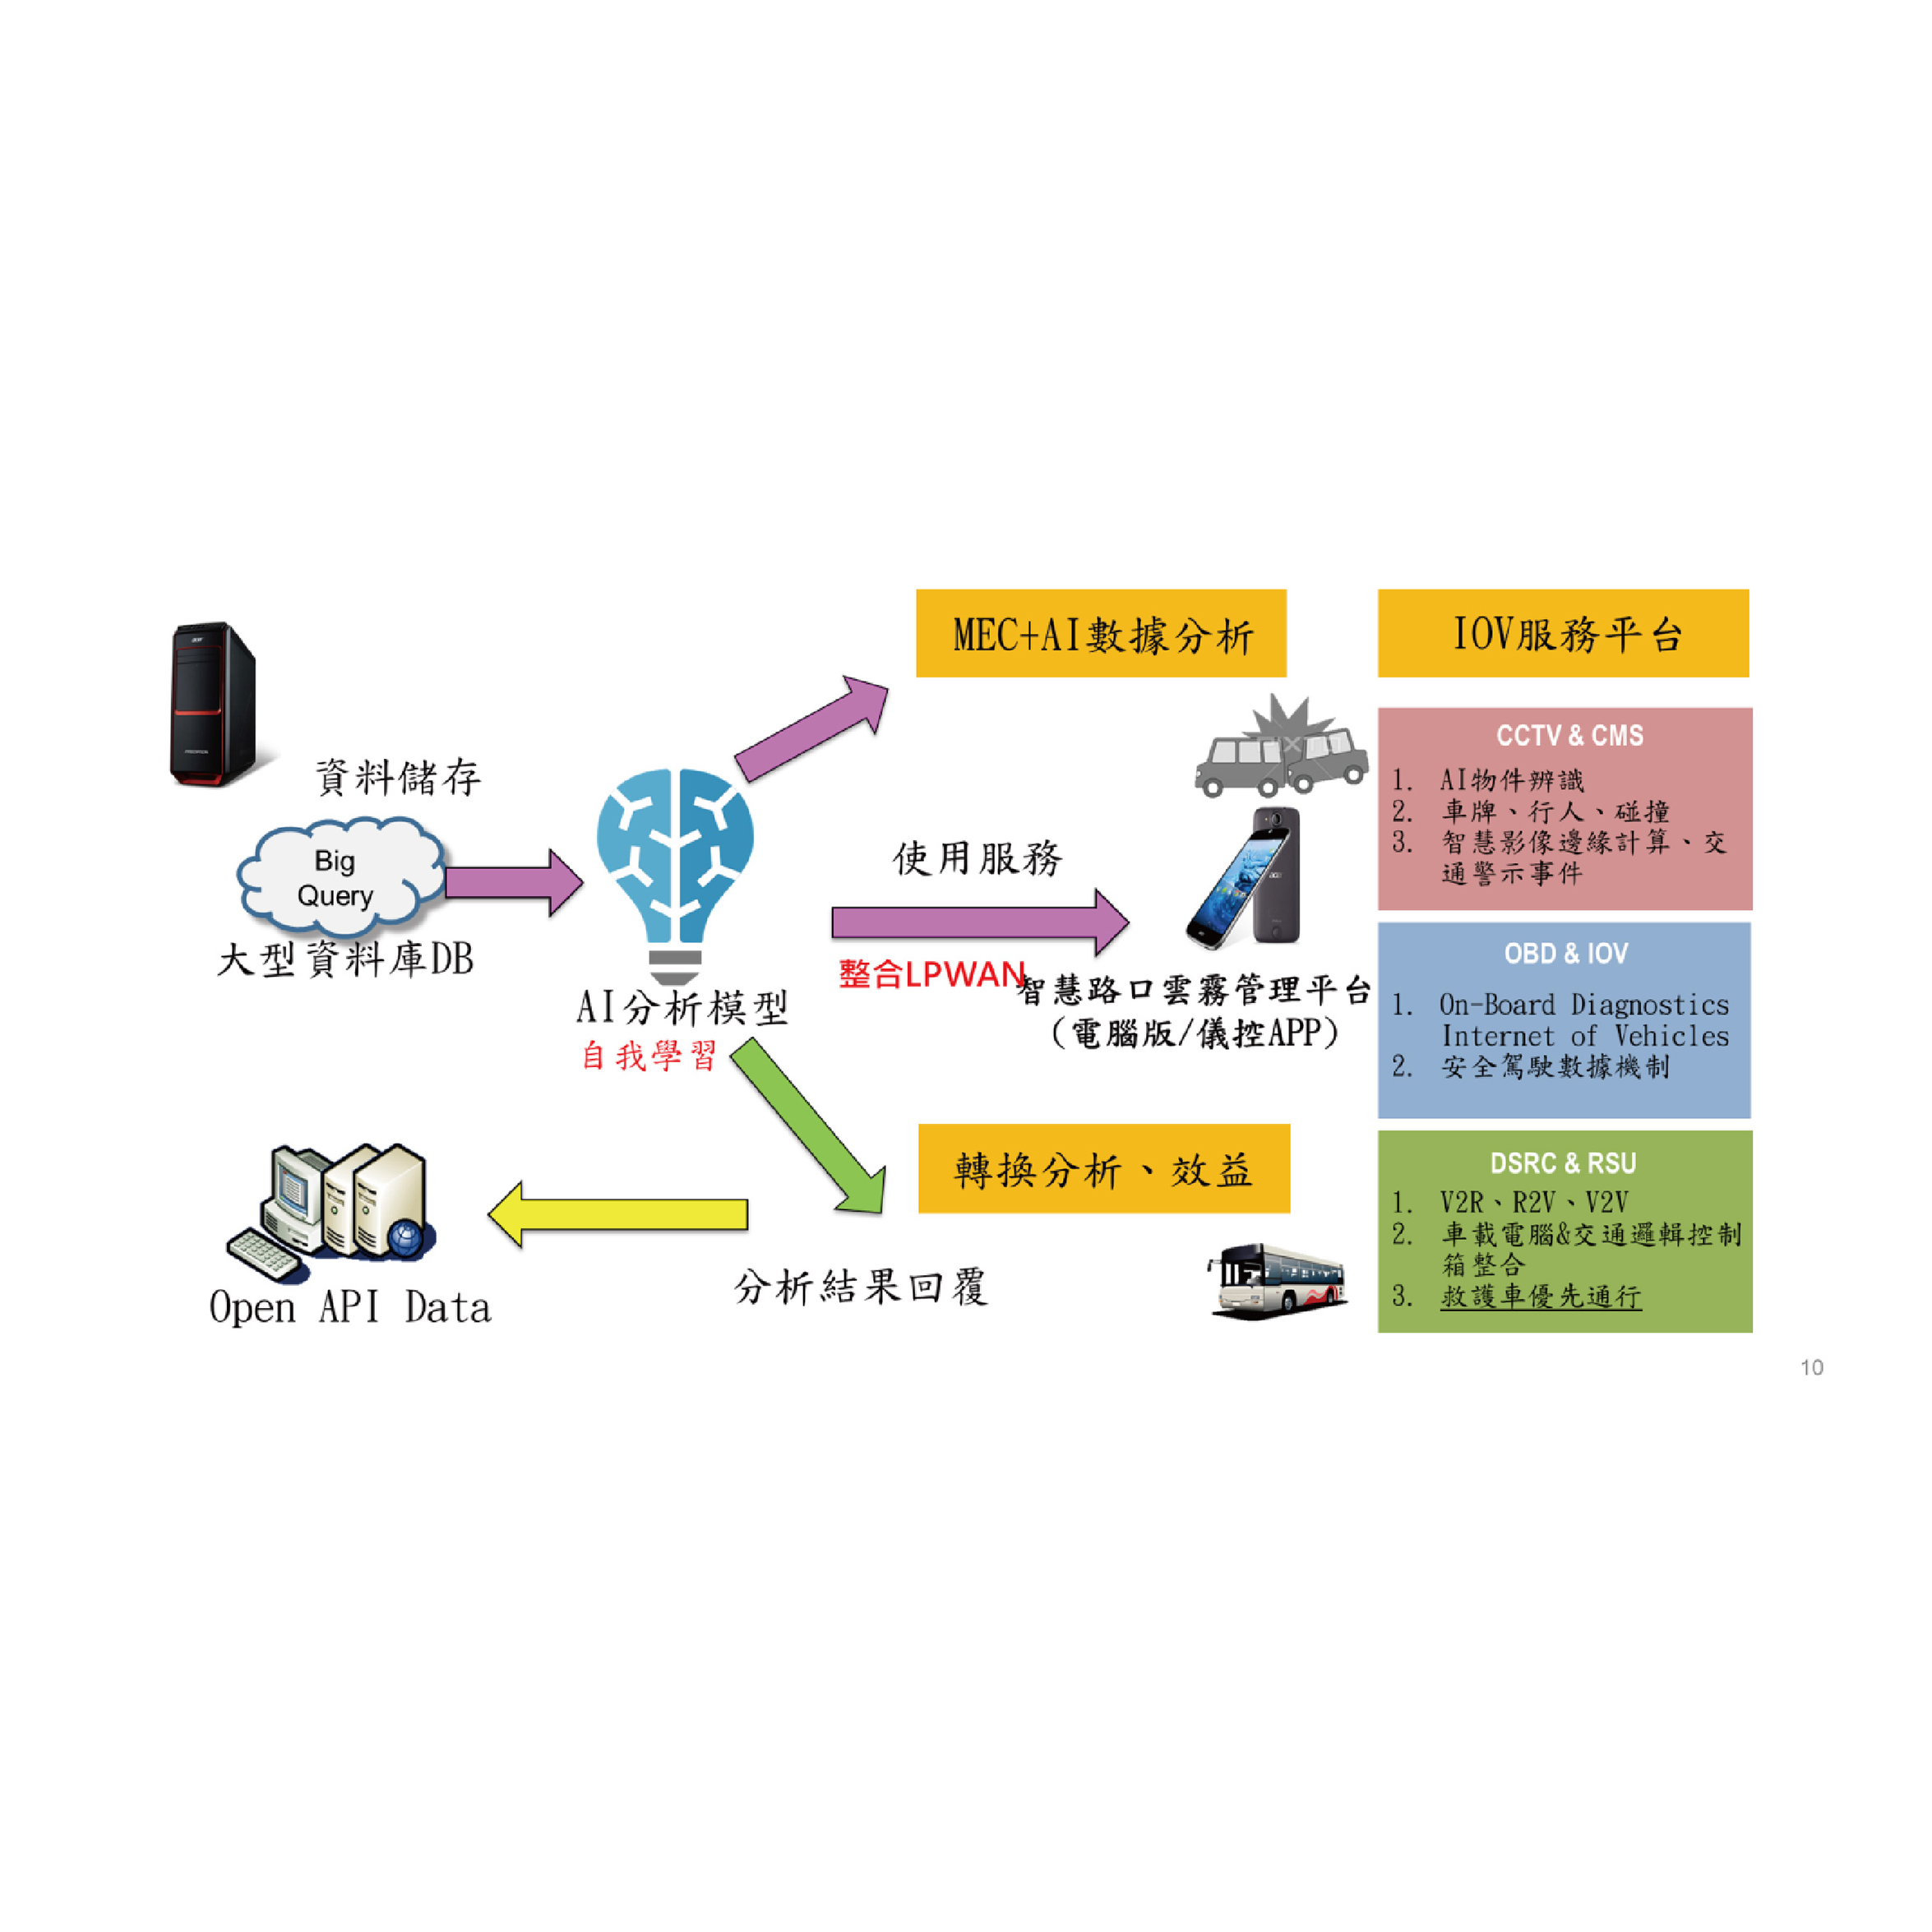 資料儲存
Big
Query
大型資料庫DB
AI分析模型
自我學習
MEC+AI數據分析
使用服務
整合LPWAN
智慧路口雲霧管理平台
(電腦版/儀控APP)
轉換分析、效益
分析結果回覆
Open API Data
IOV服務平台
CCTV & CMS
1. AI物件辨識
2. 車牌、行人、碰撞
3. 智慧影像邊緣計算、交
通警示事件
OBD & IOV
1. On-Board Diagnostics
Internet of Vehicles
2. 安全駕駛數據機制
DSRC & RSU
1. V2R、R2V、V2V
2. 車載電腦&交通邏輯控制
箱整合
3. 救護車優先通行
10